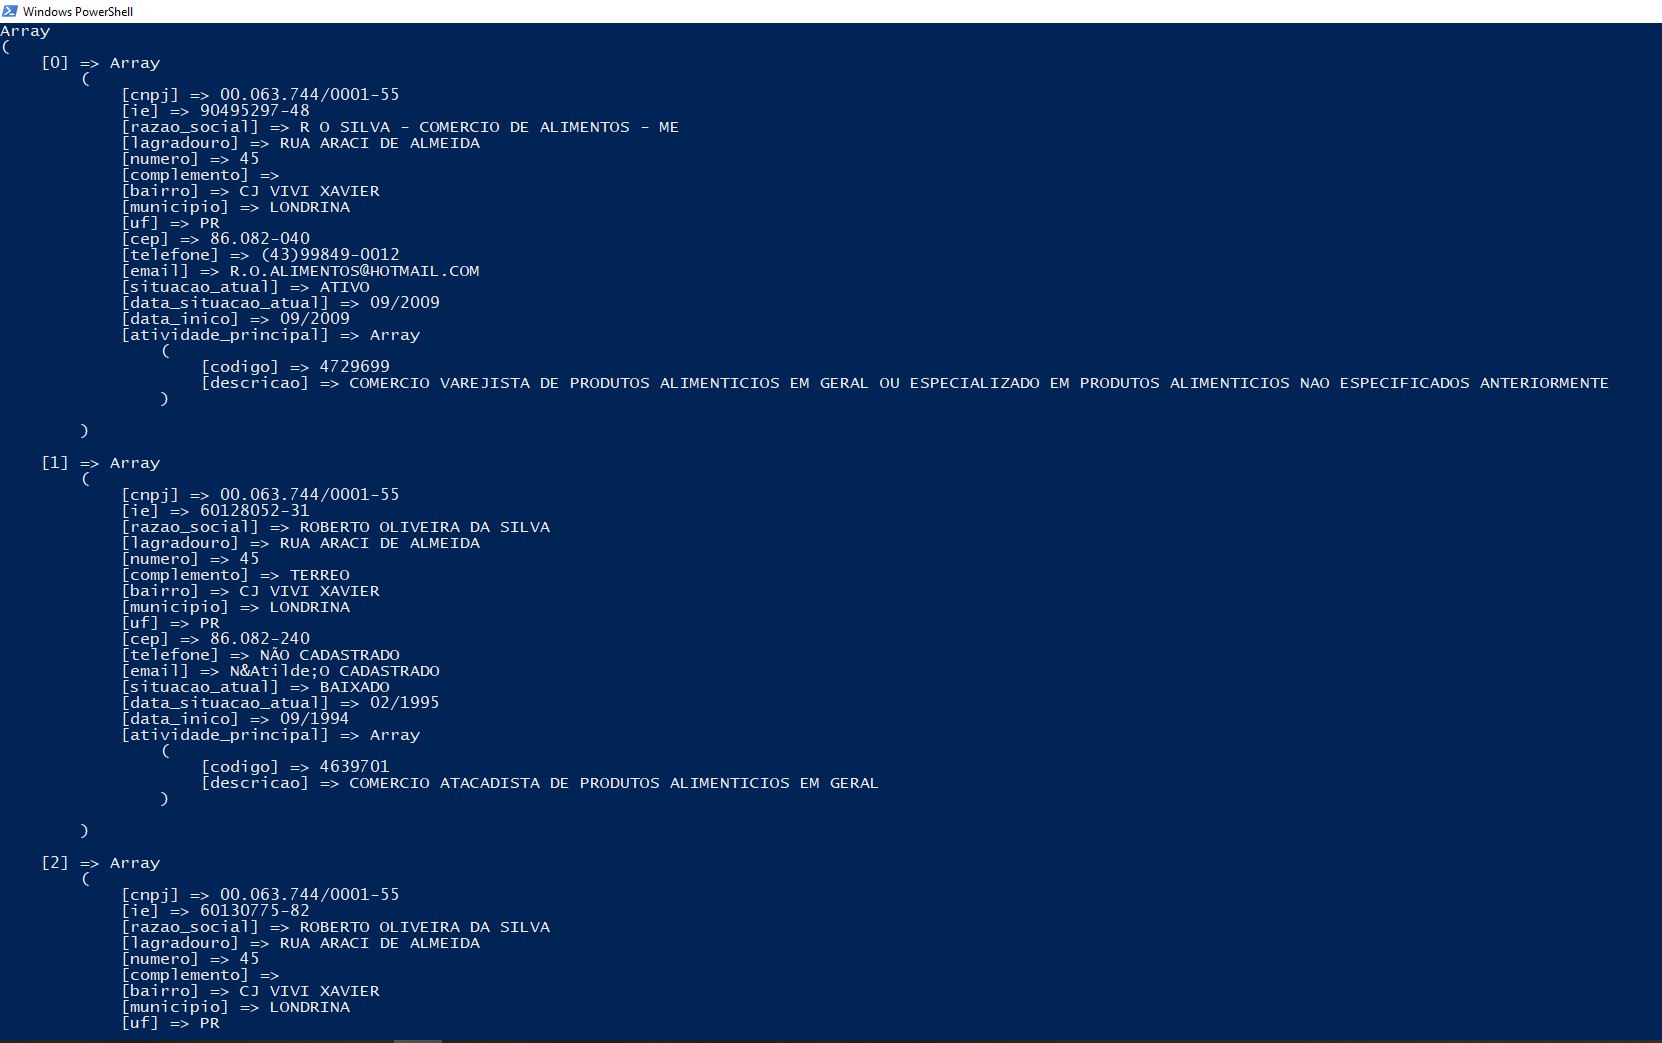 Windows PowerShell
Array
(
    [0] => Array
        (
            [cnpj] => 00.063.744/0001-55
            [ie] => 90495297-48
            [razao_social] => R O SILVA - COMERCIO DE ALIMENTOS - ME
            [lagradouro] => RUA ARACI DE ALMEIDA
            [numero] => 45
            [complemento] =>
            [bairro] => CJ VIVI XAVIER
            [municipio] => LONDRINA
            [uf] => PR
            [cep] => 86.082-040
            [telefone] => (43)99849-0012
            [email] => R.O.ALIMENTOS@HOTMAIL.COM
            [situacao_atual] => ATIVO
            [data_situacao_atual] => 09/2009
            [data_inico] => 09/2009
            [atividade_principal] => Array
                (
                    [codigo] => 4729699
                    [descricao] => COMERCIO VAREJISTA DE PRODUTOS ALIMENTICIOS EM GERAL OU ESPECIALIZADO EM PRODUTOS ALIMENTICIOS NAO ESPECIFICADOS ANTERIORMENTE
                )
        )
    [1] => Array
        (
            [cnpj] => 00.063.744/0001-55
            [ie] => 60128052-31
            [razao_social] => ROBERTO OLIVEIRA DA SILVA
            [lagradouro] => RUA ARACI DE ALMEIDA
            [numero] => 45
            [complemento] => TERREO
            [bairro] => CJ VIVI XAVIER
            [municipio] => LONDRINA
            [uf] => PR
            [cep] => 86.082-240
            [telefone] => NÃO CADASTRADO
            [email] => N&Atilde;O CADASTRADO
            [situacao_atual] => BAIXADO
            [data_situacao_atual] => 02/1995
            [data_inico] => 09/1994
            [atividade_principal] => Array
                (
                    [codigo] => 4639701
                    [descricao] => COMERCIO ATACADISTA DE PRODUTOS ALIMENTICIOS EM GERAL
                )
        )
    [2] => Array
        (
            [cnpj] => 00.063.744/0001-55
            [ie] => 60130775-82
            [razao_social] => ROBERTO OLIVEIRA DA SILVA
            [lagradouro] => RUA ARACI DE ALMEIDA
            [numero] => 45
            [complemento] =>
            [bairro] => CJ VIVI XAVIER
            [municipio] => LONDRINA
            [uf] => PR